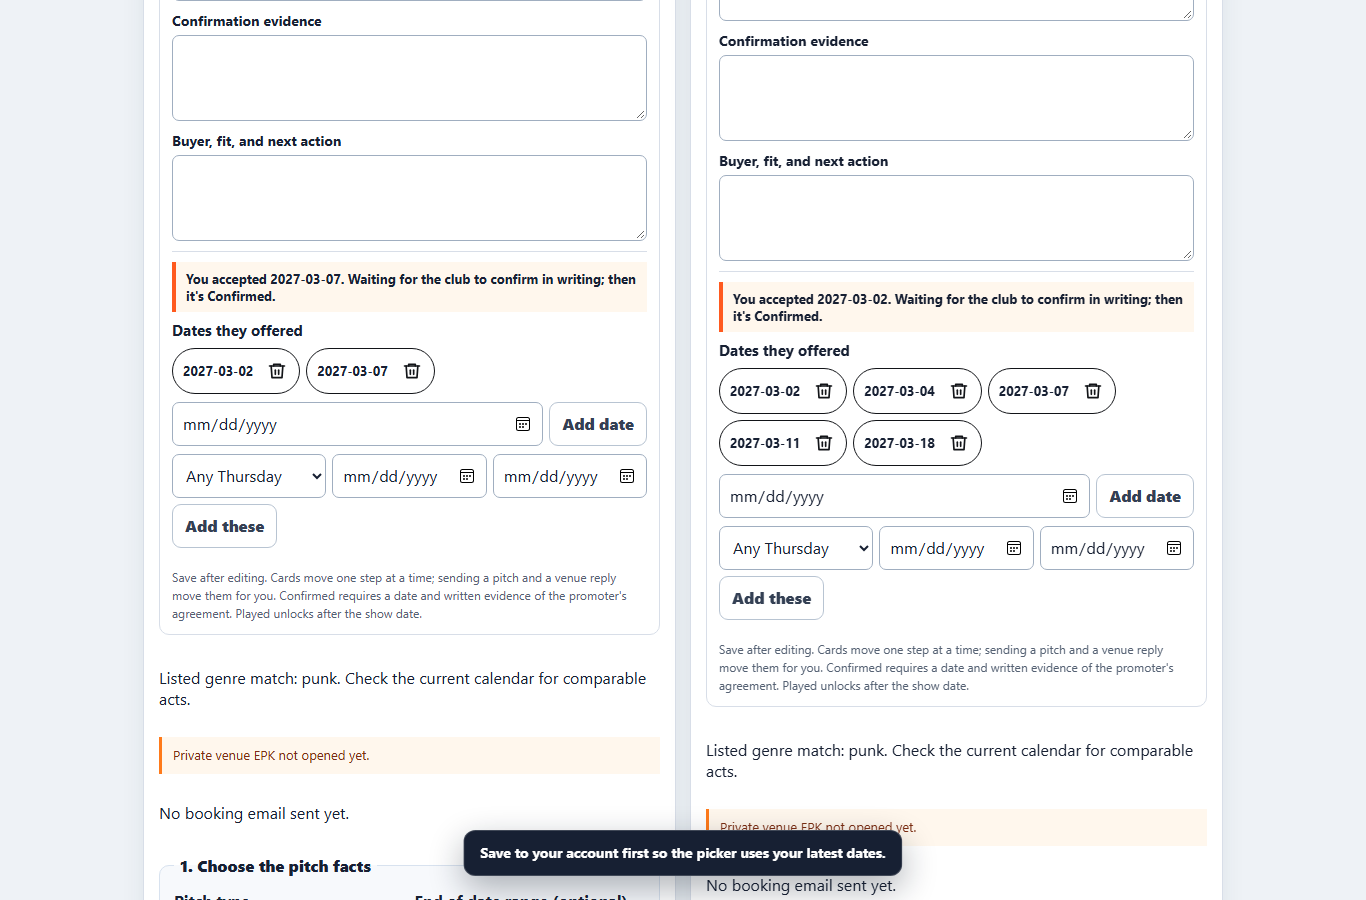 Confirmation evidence
Buyer, fit, and next action
You accepted 2027-03-07. Waiting for the club to confirm in writing; then
it's Confirmed.
Dates they offered
2027-03-02
2027-03-07
mm/dd/yyyy
Add date
Any Thursday
mm/dd/yyyy
mm/dd/yyyy
Add these
Save after editing. Cards move one step at a time; sending a pitch and a venue reply
move them for you. Confirmed requires a date and written evidence of the promoter's
agreement. Played unlocks after the show date.
Listed genre match: punk. Check the current calendar for comparable
acts.
Private venue EPK not opened yet.
No booking email sent yet.
1. Choose the pitch facts
Pitch type
End of date range (optional)
Confirmation evidence
Buyer, fit, and next action
You accepted 2027-03-02. Waiting for the club to confirm in writing; then
it's Confirmed.
Dates they offered
2027-03-02
2027-03-04
2027-03-07
2027-03-11
2027-03-18
mm/dd/yyyy
Add date
Any Thursday
mm/dd/yyyy
mm/dd/yyyy
Add these
Save after editing. Cards move one step at a time; sending a pitch and a venue reply
move them for you. Confirmed requires a date and written evidence of the promoter's
agreement. Played unlocks after the show date.
Listed genre match: punk. Check the current calendar for comparable
acts.
Private venue EPK not opened yet.
No booking email sent yet.
Save to your account first so the picker uses your latest dates.